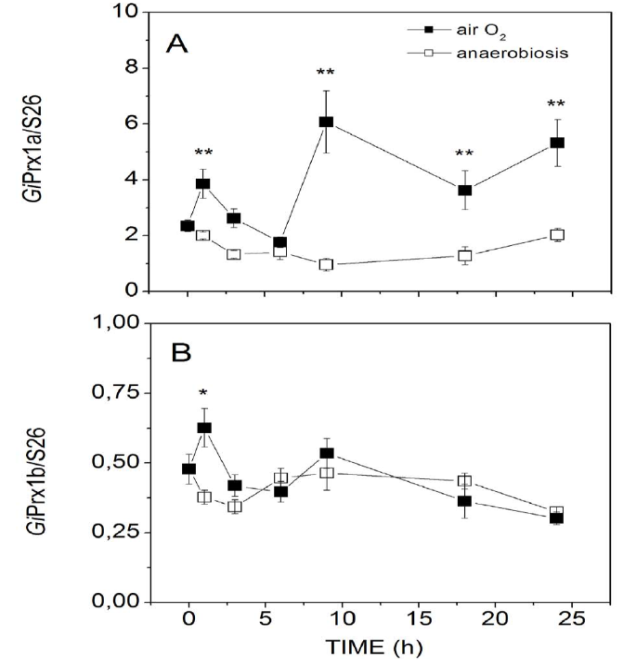 A
air O₂
anaerobiosis
GiPrx1a/S26
10
8
6
4
2
0
**
**
**
**
B
GiPrx1b/S26
1,00
0,75
0,50
0,25
0,00
*
0 5 10 15 20 25
TIME (h)